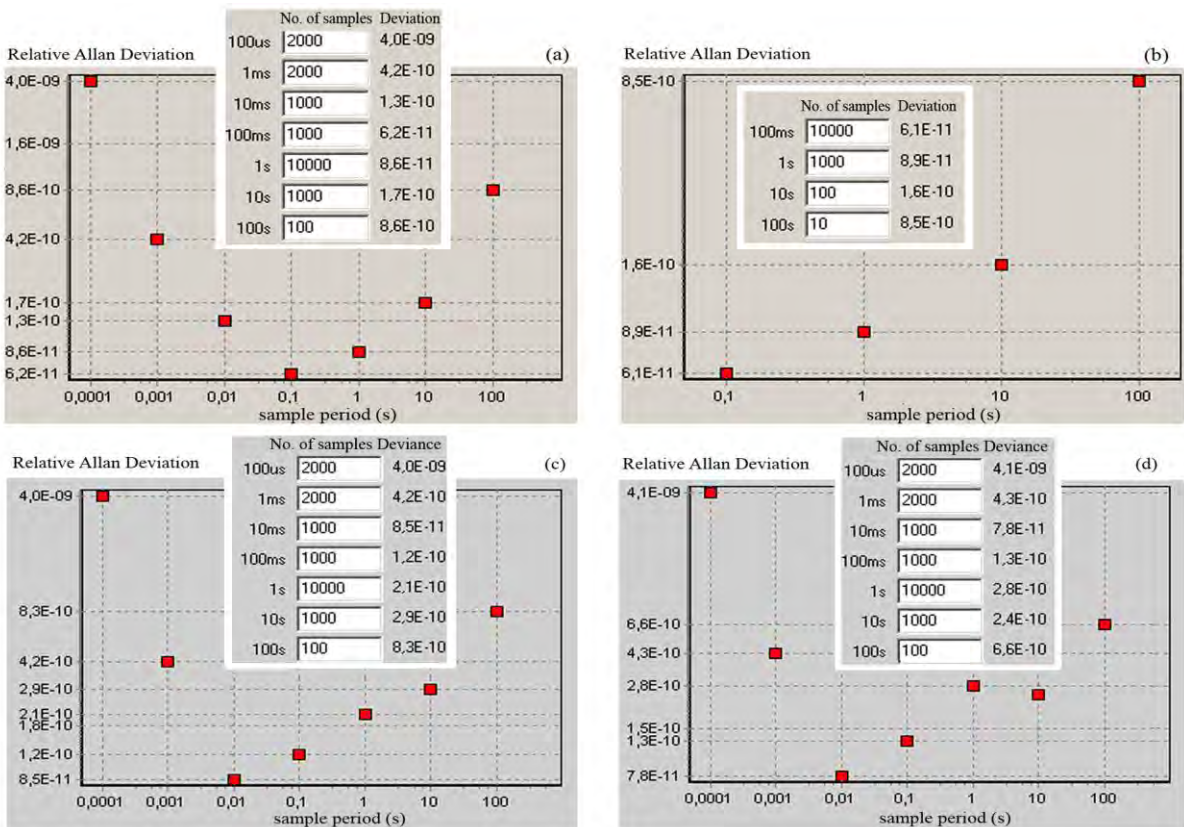 Relative Allan Deviation
(a)
No. of samples Deviation
100us 2000 4,0E-09
1ms 2000 4,2E-10
10ms 1000 1,3E-10
100ms 1000 6,2E-11
1s 10000 8,6E-11
10s 1000 1,7E-10
100s 100 8,6E-10
4,0E-09
1,6E-09
8,6E-10
4,2E-10
1,7E-10
1,3E-10
8,6E-11
6,2E-11
0,0001 0,001 0,01 0,1 1 10 100
sample period (s)
Relative Allan Deviation
(b)
No. of samples Deviation
100ms 10000 6,1E-11
1s 1000 8,9E-11
10s 100 1,6E-10
100s 10 8,5E-10
8,5E-10
1,6E-10
8,9E-11
6,1E-11
0,1 1 10 100
sample period (s)
Relative Allan Deviation
(c)
No. of samples Deviance
100us 2000 4,0E-09
1ms 2000 4,2E-10
10ms 1000 8,5E-11
100ms 1000 1,2E-10
1s 10000 2,1E-10
10s 1000 2,9E-10
100s 100 8,3E-10
4,0E-09
8,3E-10
4,2E-10
2,9E-10
2,1E-10
1,8E-10
1,2E-10
8,5E-11
0,0001 0,001 0,01 0,1 1 10 100
sample period (s)
Relative Allan Deviation
(d)
No. of samples Deviance
100us 2000 4,1E-09
1ms 2000 4,3E-10
10ms 1000 7,8E-11
100ms 1000 1,3E-10
1s 10000 2,8E-10
10s 1000 2,4E-10
100s 100 6,6E-10
4,1E-09
6,6E-10
4,3E-10
2,8E-10
1,5E-10
1,3E-10
7,8E-11
0,0001 0,001 0,01 0,1 1 10 100
sample period (s)